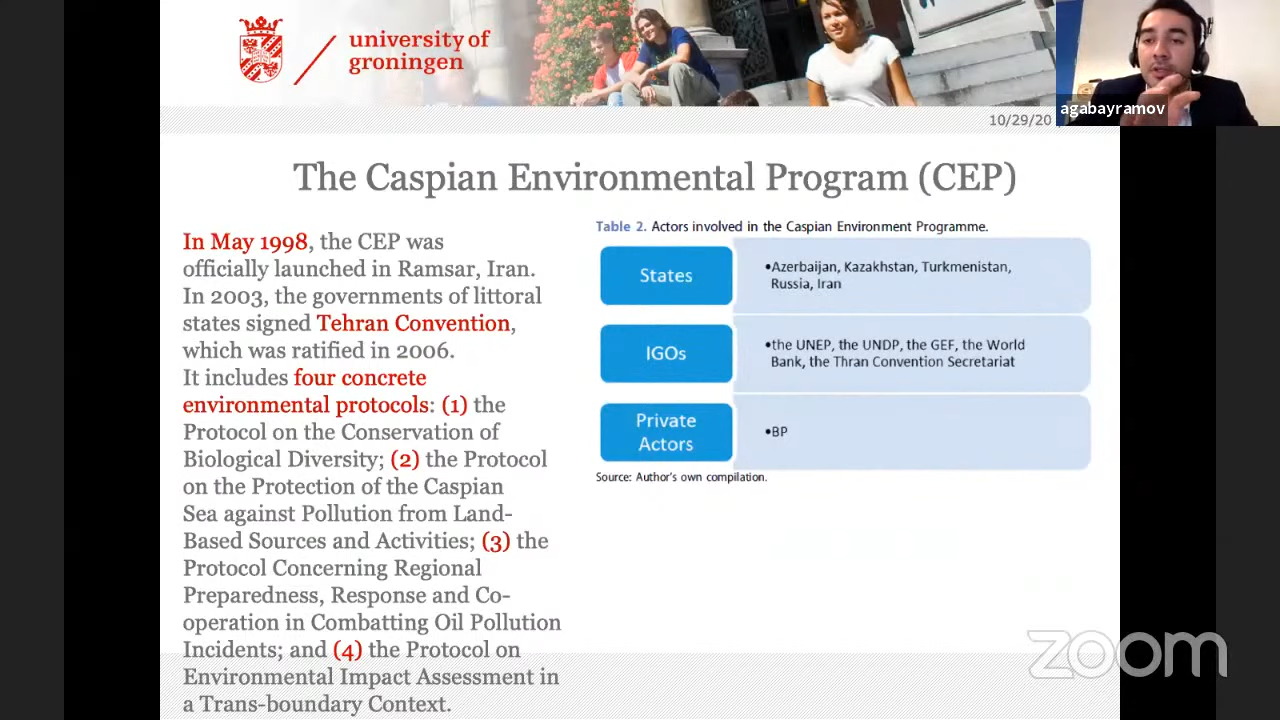 university of
groningen
agabayramov
10/29/20
The Caspian Environmental Program (CEP)
In May 1998, the CEP was
officially launched in Ramsar, Iran.
In 2003, the governments of littoral
states signed Tehran Convention,
which was ratified in 2006.
It includes four concrete
environmental protocols: (1) the
Protocol on the Conservation of
Biological Diversity; (2) the Protocol
on the Protection of the Caspian
Sea against Pollution from Land-
Based Sources and Activities; (3) the
Protocol Concerning Regional
Preparedness, Response and Co-
operation in Combatting Oil Pollution
Incidents; and (4) the Protocol on
Environmental Impact Assessment in
a Trans-boundary Context.
Table 2. Actors involved in the Caspian Environment Programme.
States
•Azerbaijan, Kazakhstan, Turkmenistan,
Russia, Iran
IGOs
•the UNEP, the UNDP, the GEF, the World
Bank, the Thran Convention Secretariat
Private
Actors
•BP
Source: Author's own compilation.
zoom